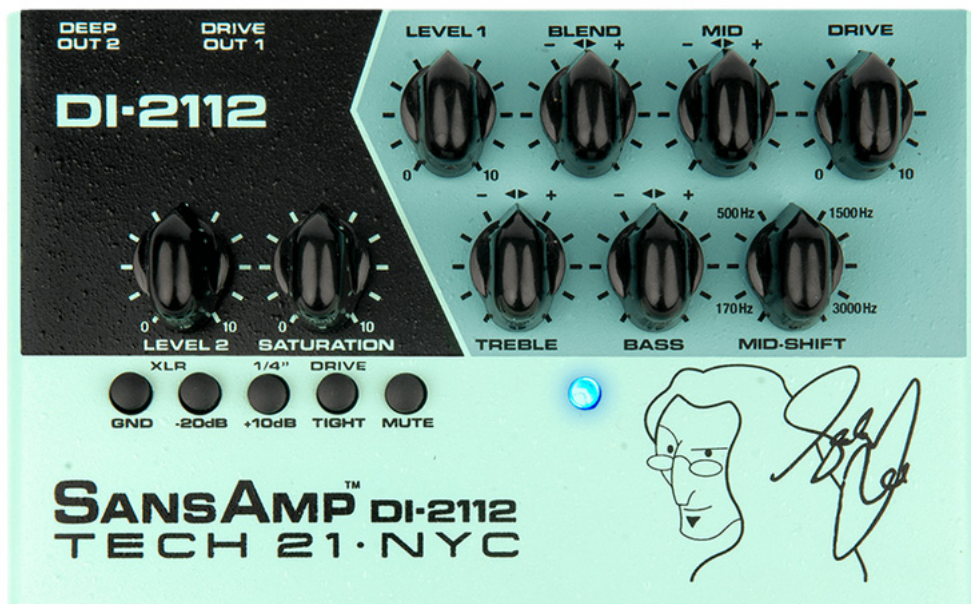 DEEP OUT 2
DRIVE OUT 1
DI-2112
LEVEL 1
BLEND
MID
DRIVE
- ◄► +
- ◄► +
0 10
0 10
- ◄► +
- ◄► +
500 Hz 1500 Hz
170 Hz 3000 Hz
TREBLE
BASS
MID-SHIFT
0 10
0 10
LEVEL 2
SATURATION
XLR
1/4"
DRIVE
GND
-20dB
+10dB
TIGHT
MUTE
SANSAMP™ DI-2112
TECH 21·NYC